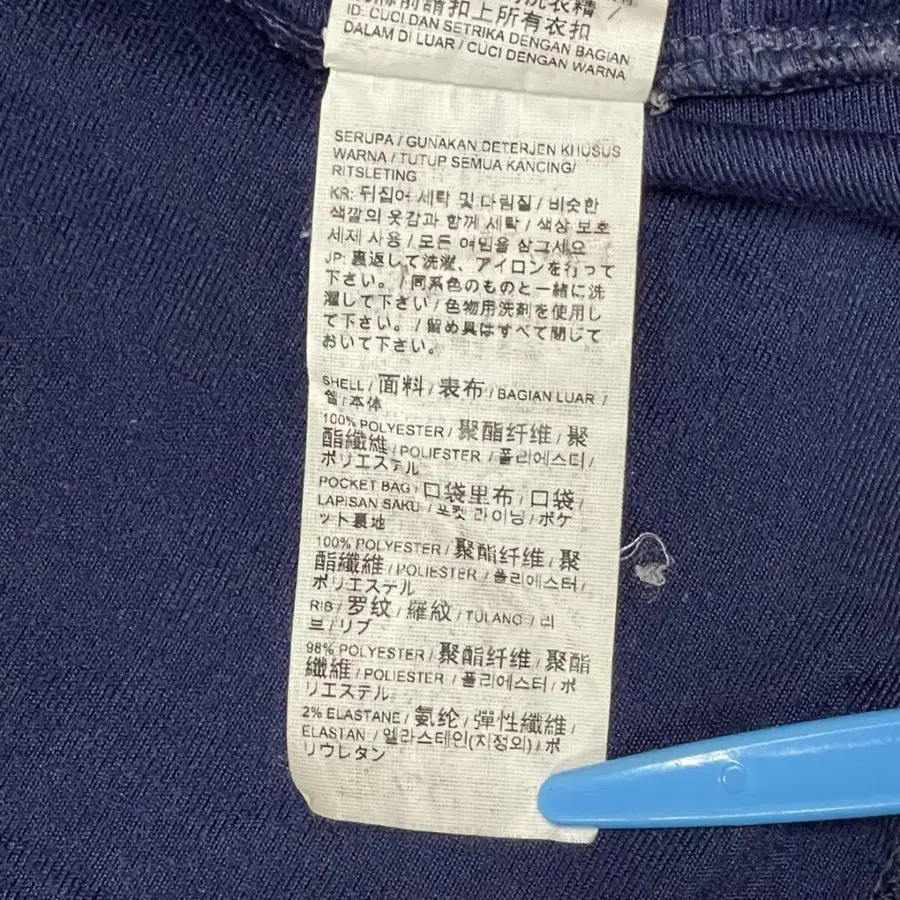 前請扣上所有衣扣
ID: CUCI DAN SETRIKA DENGAN BAGIAN
DALAM DI LUAR / CUCI DENGAN WARNA
SERUPA / GUNAKAN DETERJEN KHUSUS
WARNA / TUTUP SEMUA KANCING/
RITSLETING
KR: 뒤집어 세탁 및 다림질 / 비슷한
색깔의 옷감과 함께 세탁 / 색상 보호
세제 사용 / 모든 여밈을 잠그세요
JP: 裏返して洗濯、アイロンを行って
下さい。/ 同系色のものと一緒に洗
濯して下さい / 色物用洗剤を使用し
て下さい。/ 留め具はすべて閉じて
おいて下さい。
SHELL / 面料 / 表布 / BAGIAN LUAR /
쉘 / 本体
100% POLYESTER / 聚酯纤维 / 聚
酯纖維 / POLIESTER / 폴리에스터 /
ポリエステル
POCKET BAG / 口袋里布 / 口袋 /
LAPISAN SAKU / 포켓 라이닝 / ポケ
ット裏地
100% POLYESTER / 聚酯纤维 / 聚
酯纖維 / POLIESTER / 폴리에스터 /
ポリエステル
RIB / 罗纹 / 羅紋 / TULANG / 리
브 / リブ
98% POLYESTER / 聚酯纤维 / 聚酯
纖維 / POLIESTER / 폴리에스터 / ポ
リエステル
2% ELASTANE / 氨纶 / 彈性纖維 /
ELASTAN / 엘라스테인(지정외) / ポ
リウレタン